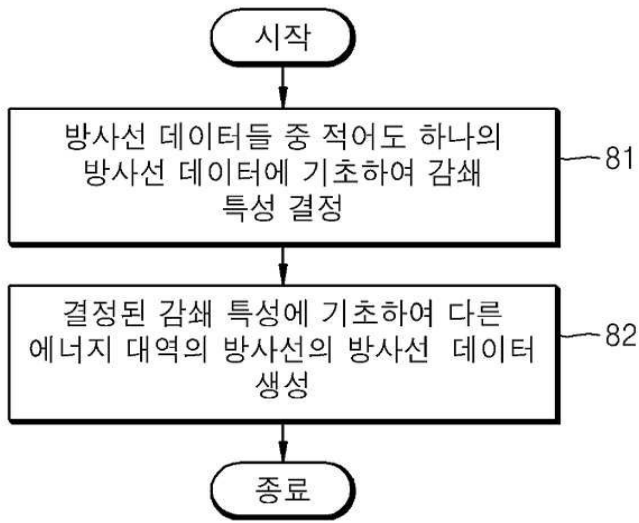 시작
방사선 데이터들 중 적어도 하나의
방사선 데이터에 기초하여 감쇄
특성 결정
81
결정된 감쇄 특성에 기초하여 다른
에너지 대역의 방사선의 방사선 데이터
생성
82
종료